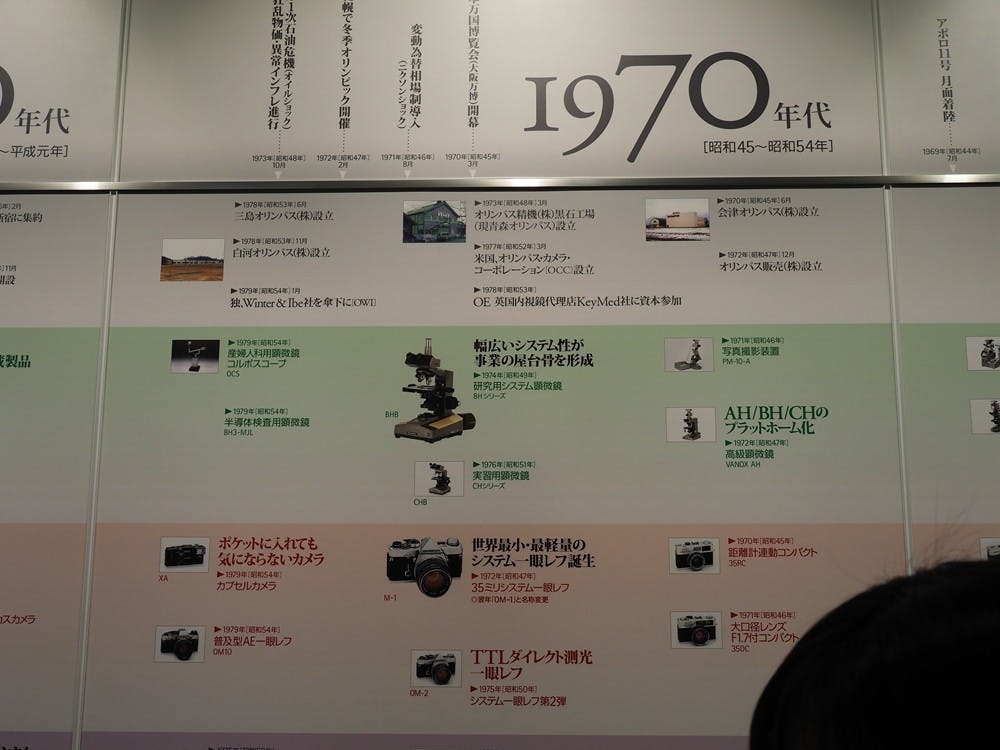 1970年代
[昭和45〜昭和54年]
年代
〜平成元年]
アポロ11号 月面着陸
1969年[昭和44年]
7月
万国博覧会(大阪万博)開幕
1970年[昭和45年]
3月
変動為替相場制導入
(ニクソンショック)
1971年[昭和46年]
8月
幌で冬季オリンピック開催
1972年[昭和47年]
2月
1次石油危機(オイルショック)
狂乱物価・異常インフレ進行
1973年[昭和48年]
10月
▶1970年[昭和45年]6月
会津オリンパス(株)設立
▶1972年[昭和47年]12月
オリンパス販売(株)設立
▶1973年[昭和48年]3月
オリンパス精機(株)黒石工場
(現青森オリンパス)設立
▶1977年[昭和52年]3月
米国、オリンパス・カメラ・
コーポレーション[OCC]設立
▶1978年[昭和53年]
OE 英国内視鏡代理店KeyMed社に資本参加
▶1978年[昭和53年]6月
三島オリンパス(株)設立
▶1978年[昭和53年]11月
白河オリンパス(株)設立
▶1979年[昭和54年]1月
独、Winter & Ibe社を傘下に[OWI]
2月
新宿に集約
11月
設
▶1971年[昭和46年]
写真撮影装置
PM-10-A
AH/BH/CHの
プラットホーム化
▶1972年[昭和47年]
高級顕微鏡
VANOX AH
幅広いシステム性が
事業の屋台骨を形成
▶1974年[昭和49年]
研究用システム顕微鏡
BHシリーズ
BHB
▶1976年[昭和51年]
実習用顕微鏡
CHシリーズ
CHB
▶1979年[昭和54年]
産婦人科用顕微鏡
コルポスコープ
OCS
▶1979年[昭和54年]
半導体検査用顕微鏡
BH3-MJL
製品
▶1970年[昭和45年]
距離計連動コンパクト
35RC
▶1971年[昭和46年]
大口径レンズ
F1.7付コンパクト
35DC
世界最小・最軽量の
システム一眼レフ誕生
▶1972年[昭和47年]
35ミリシステム一眼レフ
◎翌年「OM-1」と名称変更
M-1
TTLダイレクト測光
一眼レフ
▶1975年[昭和50年]
システム一眼レフ第2弾
OM-2
ポケットに入れても
気にならないカメラ
▶1979年[昭和54年]
カプセルカメラ
XA
▶1979年[昭和54年]
普及型AE一眼レフ
OM10
カスカメラ